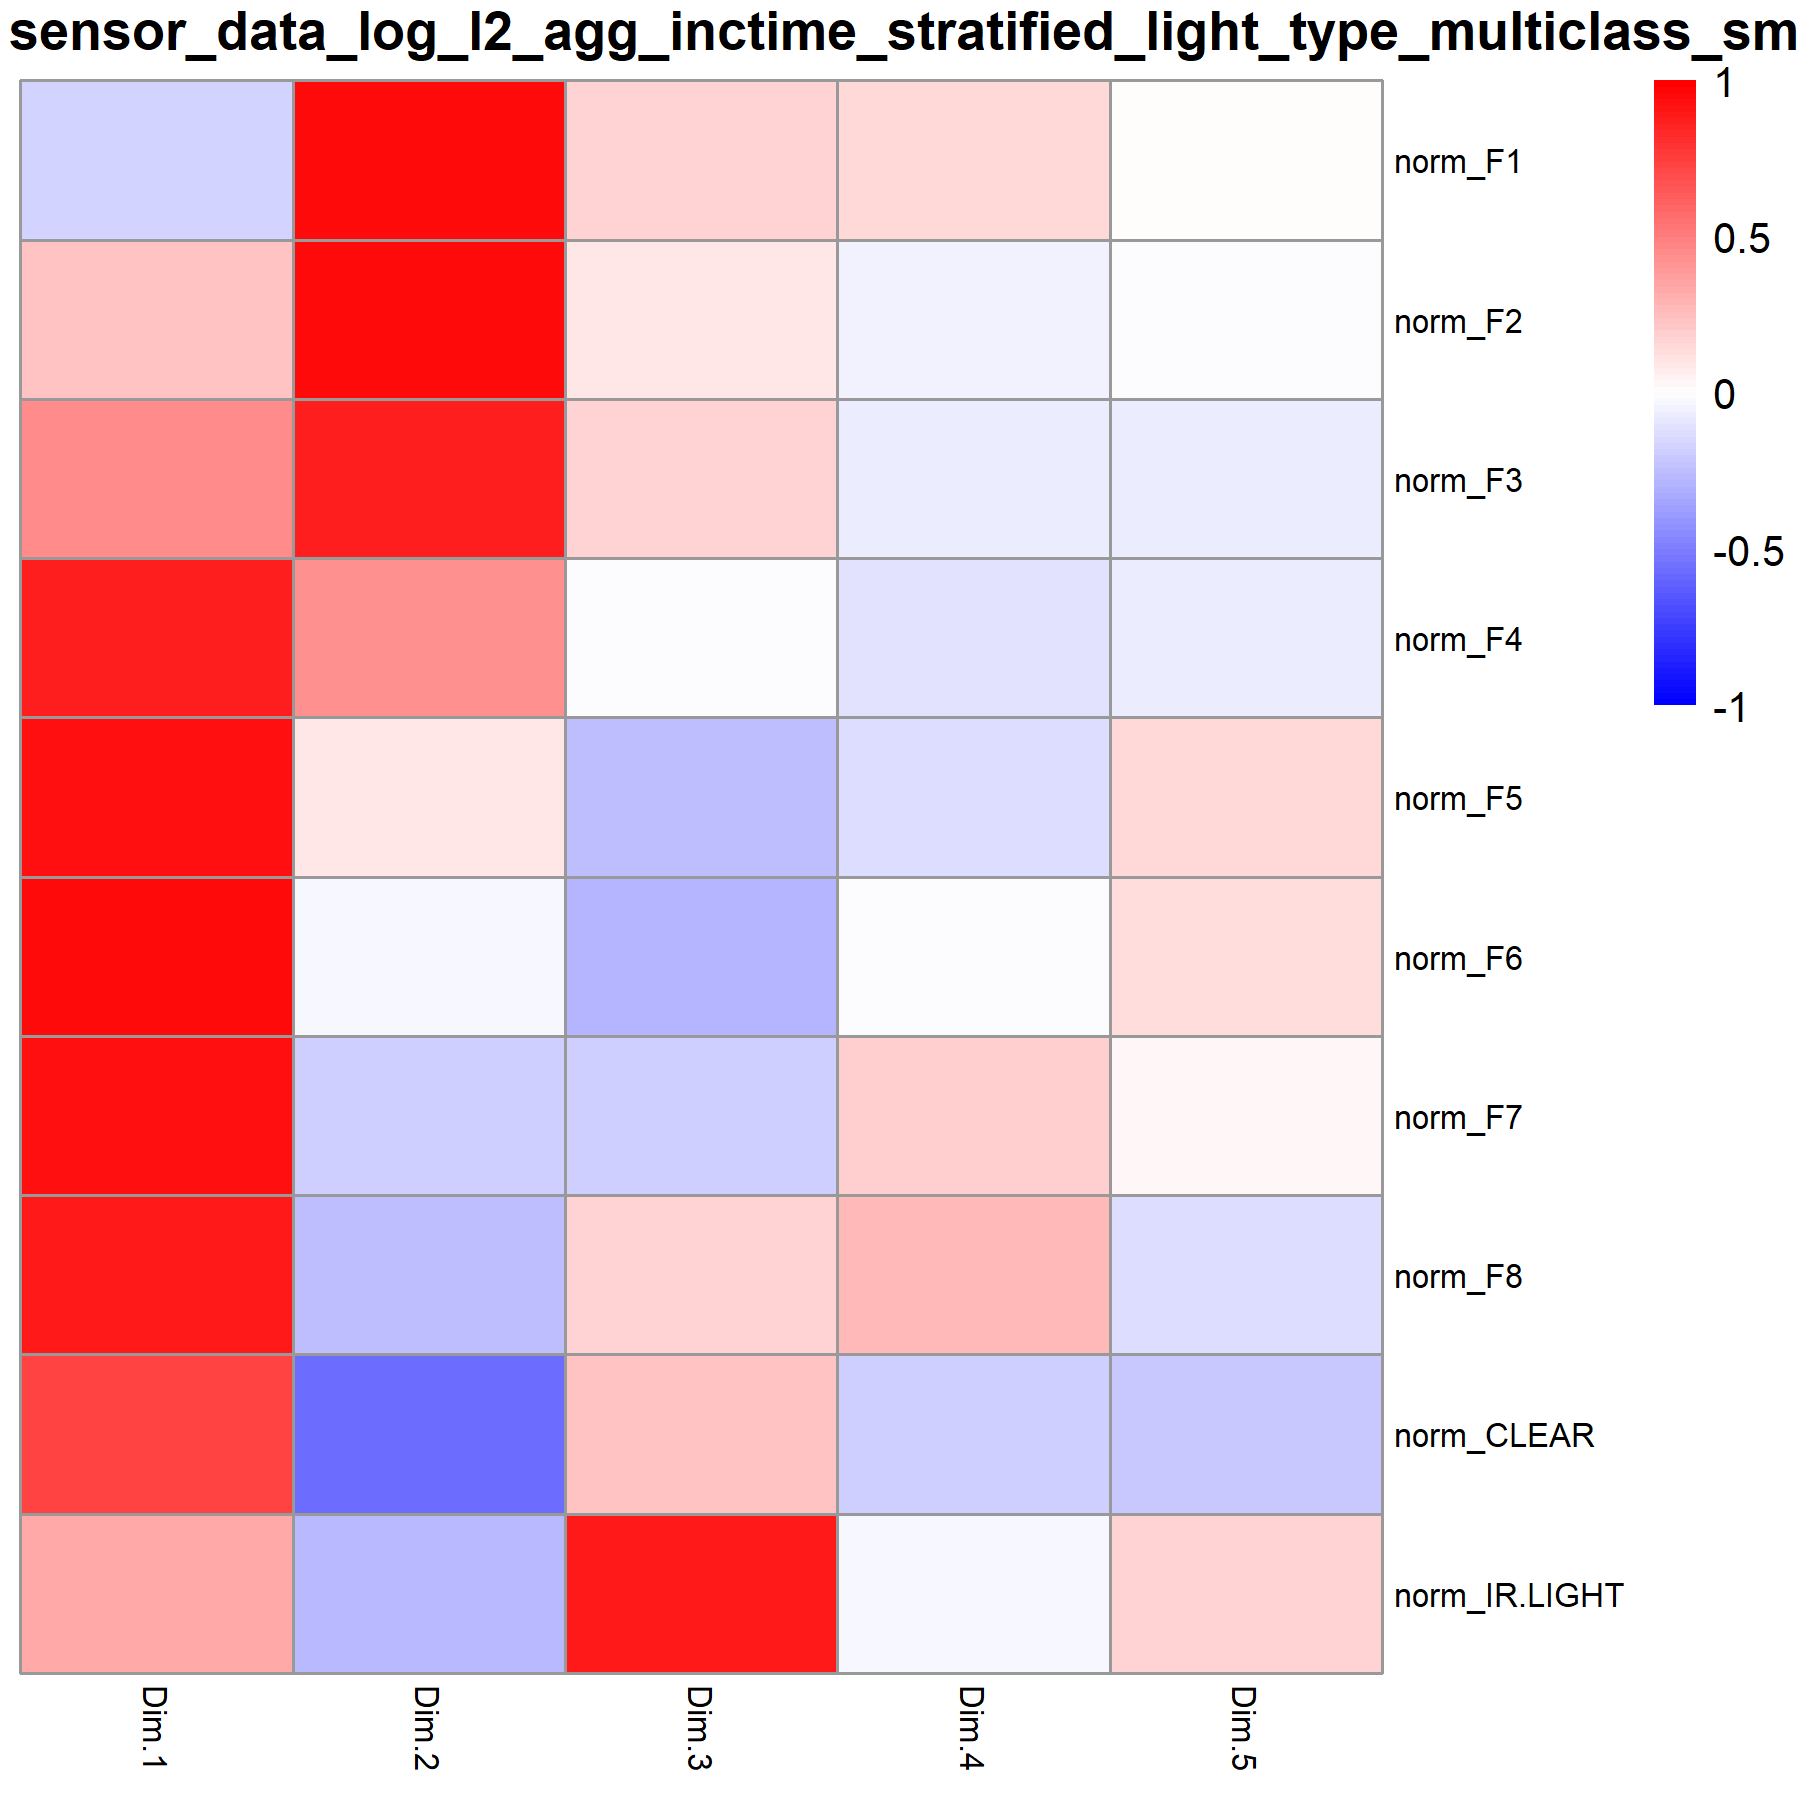 sensor_data_log_l2_agg_inctime_stratified_light_type_multiclass_sm
1
0.5
0
-0.5
-1
norm_F1
norm_F2
norm_F3
norm_F4
norm_F5
norm_F6
norm_F7
norm_F8
norm_CLEAR
norm_IR.LIGHT
Dim.1
Dim.2
Dim.3
Dim.4
Dim.5